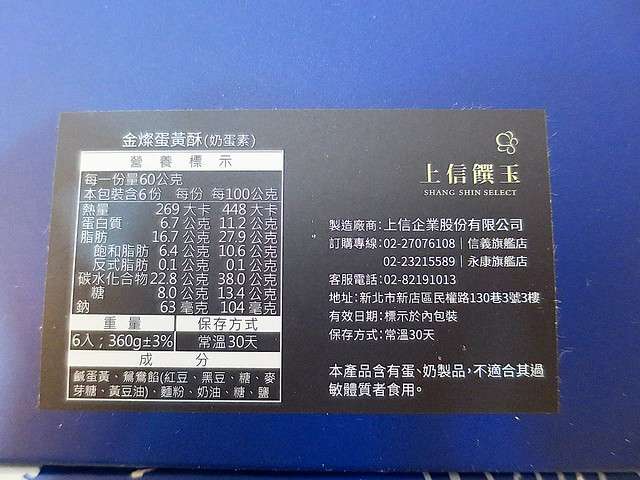 金燦蛋黃酥(奶蛋素)
營養標示
每一份量60公克
本包裝含6份 每份 每100公克
熱量 269大卡 448大卡
蛋白質 6.7公克 11.2公克
脂肪 16.7公克 27.9公克
飽和脂肪 6.4公克 10.6公克
反式脂肪 0.1公克 0.1公克
碳水化合物 22.8公克 38.0公克
糖 8.0公克 13.4公克
鈉 63毫克 104毫克
重量 保存方式
6入;360g±3% 常溫30天
成分
鹹蛋黃、鴛鴦餡(紅豆、黑豆、糖、麥
芽糖、黃豆油)、麵粉、奶油、糖、鹽
上信饌玉
SHANG SHIN SELECT
製造廠商:上信企業股份有限公司
訂購專線:02-27076108|信義旗艦店
02-23215589|永康旗艦店
客服電話:02-82191013
地址:新北市新店區民權路130巷3號3樓
有效日期:標示於內包裝
保存方式:常溫30天
本產品含有蛋、奶製品,不適合其過
敏體質者食用。